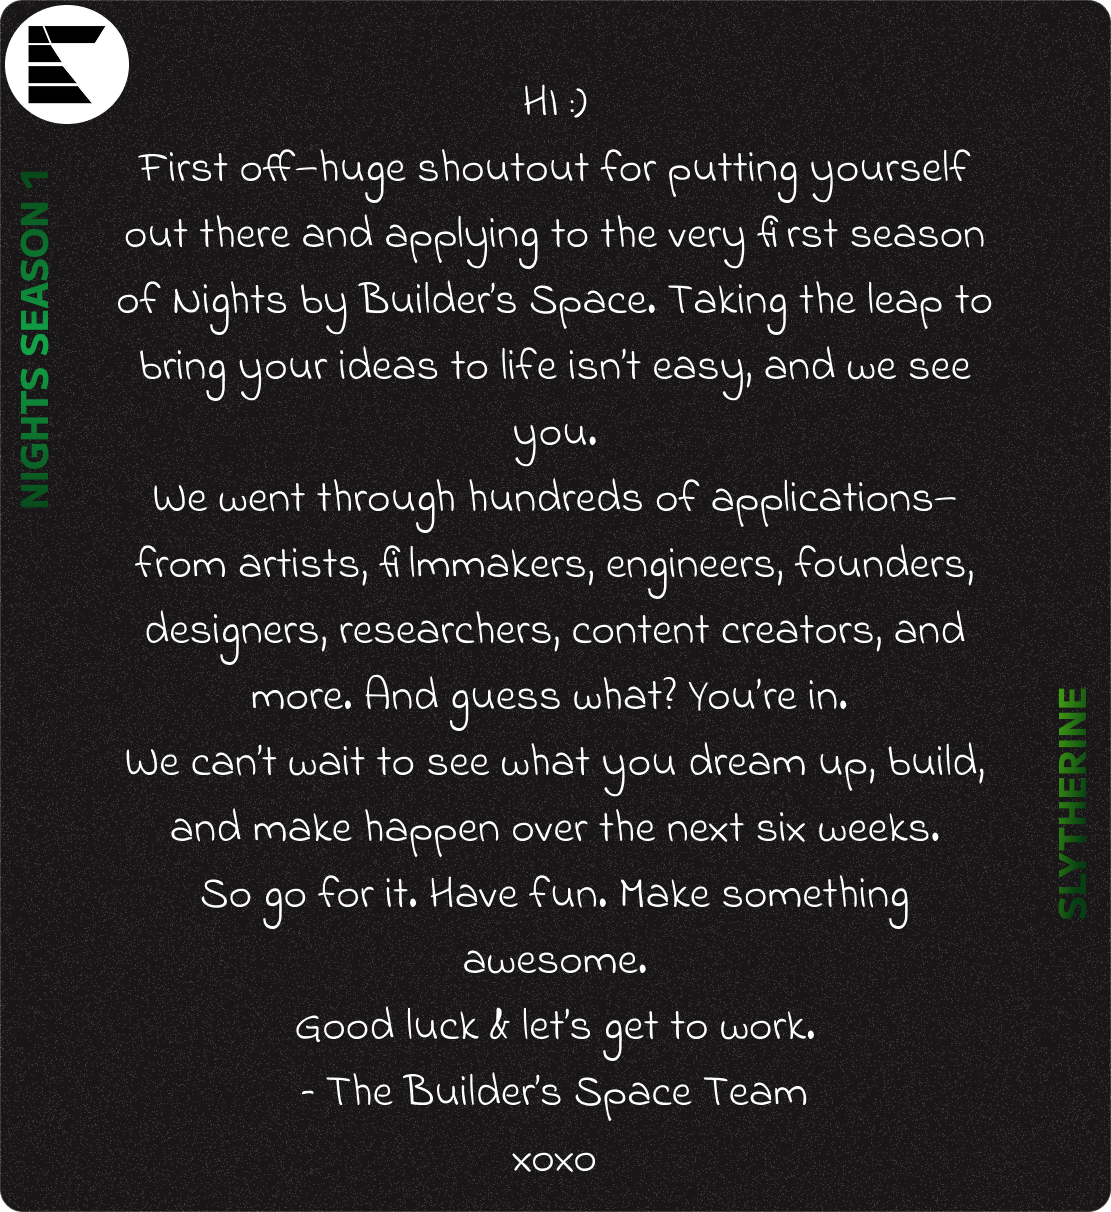 Hi :)
First off—huge shoutout for putting yourself
out there and applying to the very first season
of Nights by Builder's Space. Taking the leap to
bring your ideas to life isn't easy, and we see
you.
We went through hundreds of applications—
from artists, filmmakers, engineers, founders,
designers, researchers, content creators, and
more. And guess what? You're in.
We can't wait to see what you dream up, build,
and make happen over the next six weeks.
So go for it. Have fun. Make something
awesome.
Good luck & let's get to work.
- The Builder's Space Team
xoxo
NIGHTS SEASON 1
SLYTHERINE